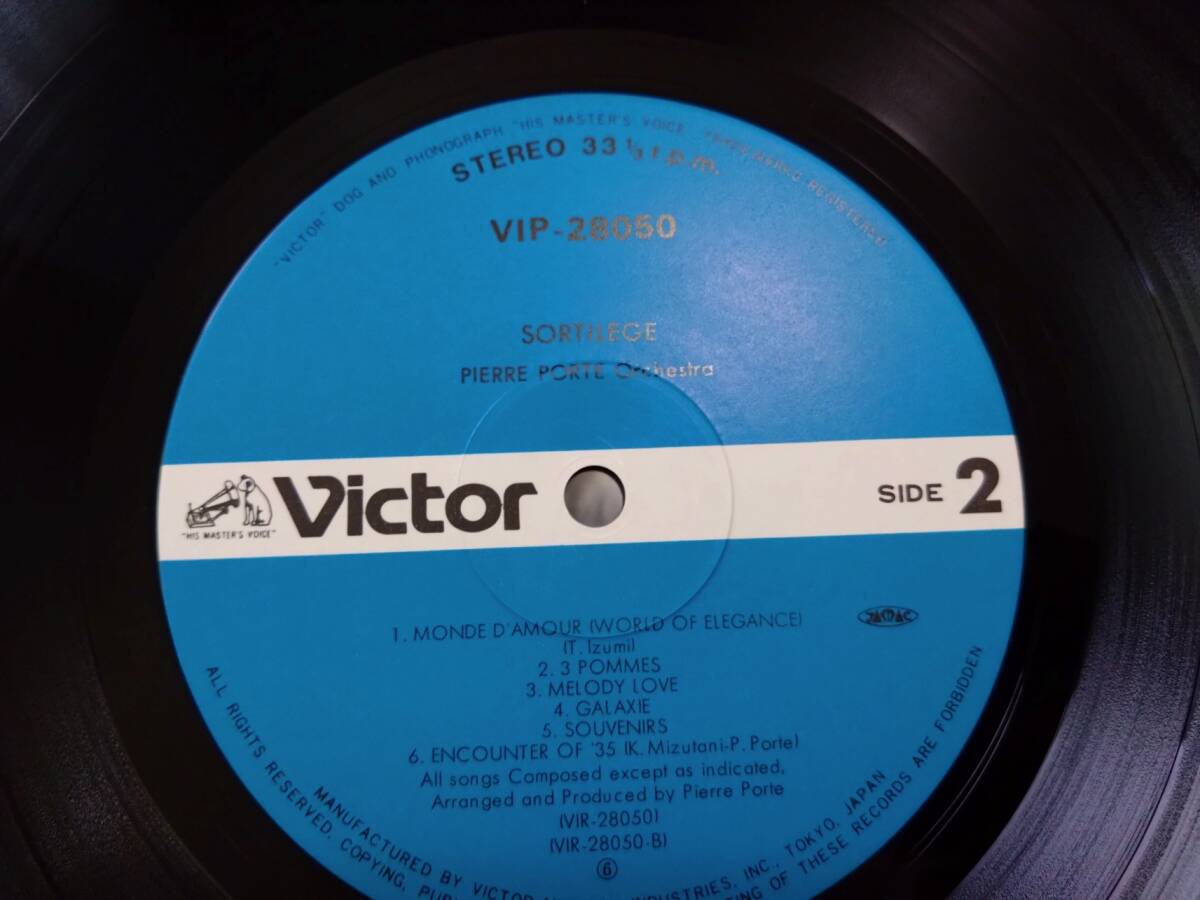 "VICTOR" DOG AND PHONOGRAPH "HIS MASTER'S VOICE" TRADEMARKS REGISTERED
STEREO 33 1/3 r.p.m.
VIP-28050
SORTILEGE
PIERRE PORTE Orchestra
"HIS MASTER'S VOICE"
Victor
SIDE 2
1. MONDE D'AMOUR (WORLD OF ELEGANCE)
(T. Izumi)
2. 3 POMMES
3. MELODY LOVE
4. GALAXIE
5. SOUVENIRS
6. ENCOUNTER OF '35 (K. Mizutani-P. Porte)
All songs Composed except as indicated,
Arranged and Produced by Pierre Porte
(VIR-28050)
(VIR-28050-B)
⑥
MANUFACTURED BY VICTOR INDUSTRIES, INC., TOKYO, JAPAN
ALL RIGHTS RESERVED. COPYING, OF THESE RECORDS ARE FORBIDDEN